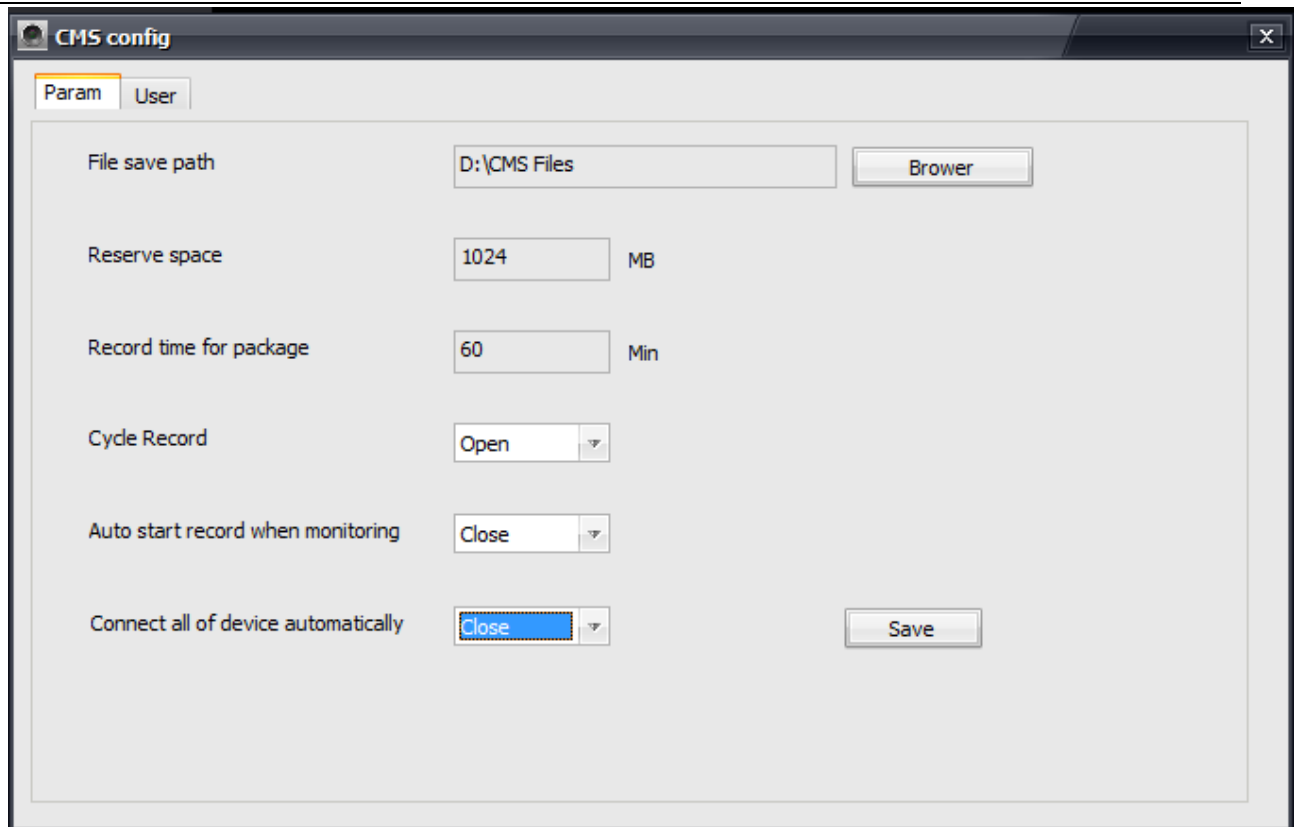 CMS config
X
Param User
File save path D:\CMS Files Brower
Reserve space 1024 MB
Record time for package 60 Min
Cycle Record Open
Auto start record when monitoring Close
Connect all of device automatically Close Save